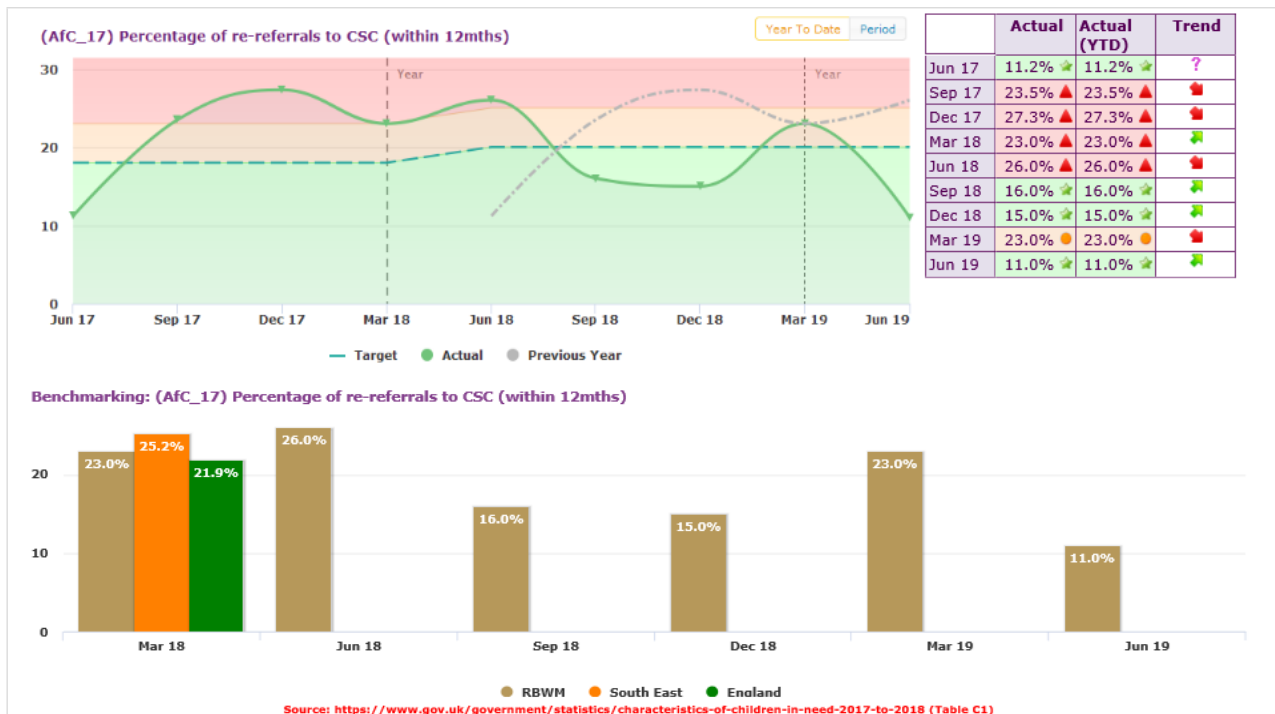 (AfC_17) Percentage of re-referrals to CSC (within 12mths)
Year To Date Period
30
20
10
0
Year
Year
Jun 17 Sep 17 Dec 17 Mar 18 Jun 18 Sep 18 Dec 18 Mar 19 Jun 19
Target Actual Previous Year
Actual Actual (YTD) Trend
Jun 17 11.2% 11.2% ?
Sep 17 23.5% 23.5%
Dec 17 27.3% 27.3%
Mar 18 23.0% 23.0%
Jun 18 26.0% 26.0%
Sep 18 16.0% 16.0%
Dec 18 15.0% 15.0%
Mar 19 23.0% 23.0%
Jun 19 11.0% 11.0%
Benchmarking: (AfC_17) Percentage of re-referrals to CSC (within 12mths)
20
10
0
23.0% 25.2% 21.9% 26.0% 16.0% 15.0% 23.0% 11.0%
Mar 18 Jun 18 Sep 18 Dec 18 Mar 19 Jun 19
RBWM South East England
Source: https://www.gov.uk/government/statistics/characteristics-of-children-in-need-2017-to-2018 (Table C1)